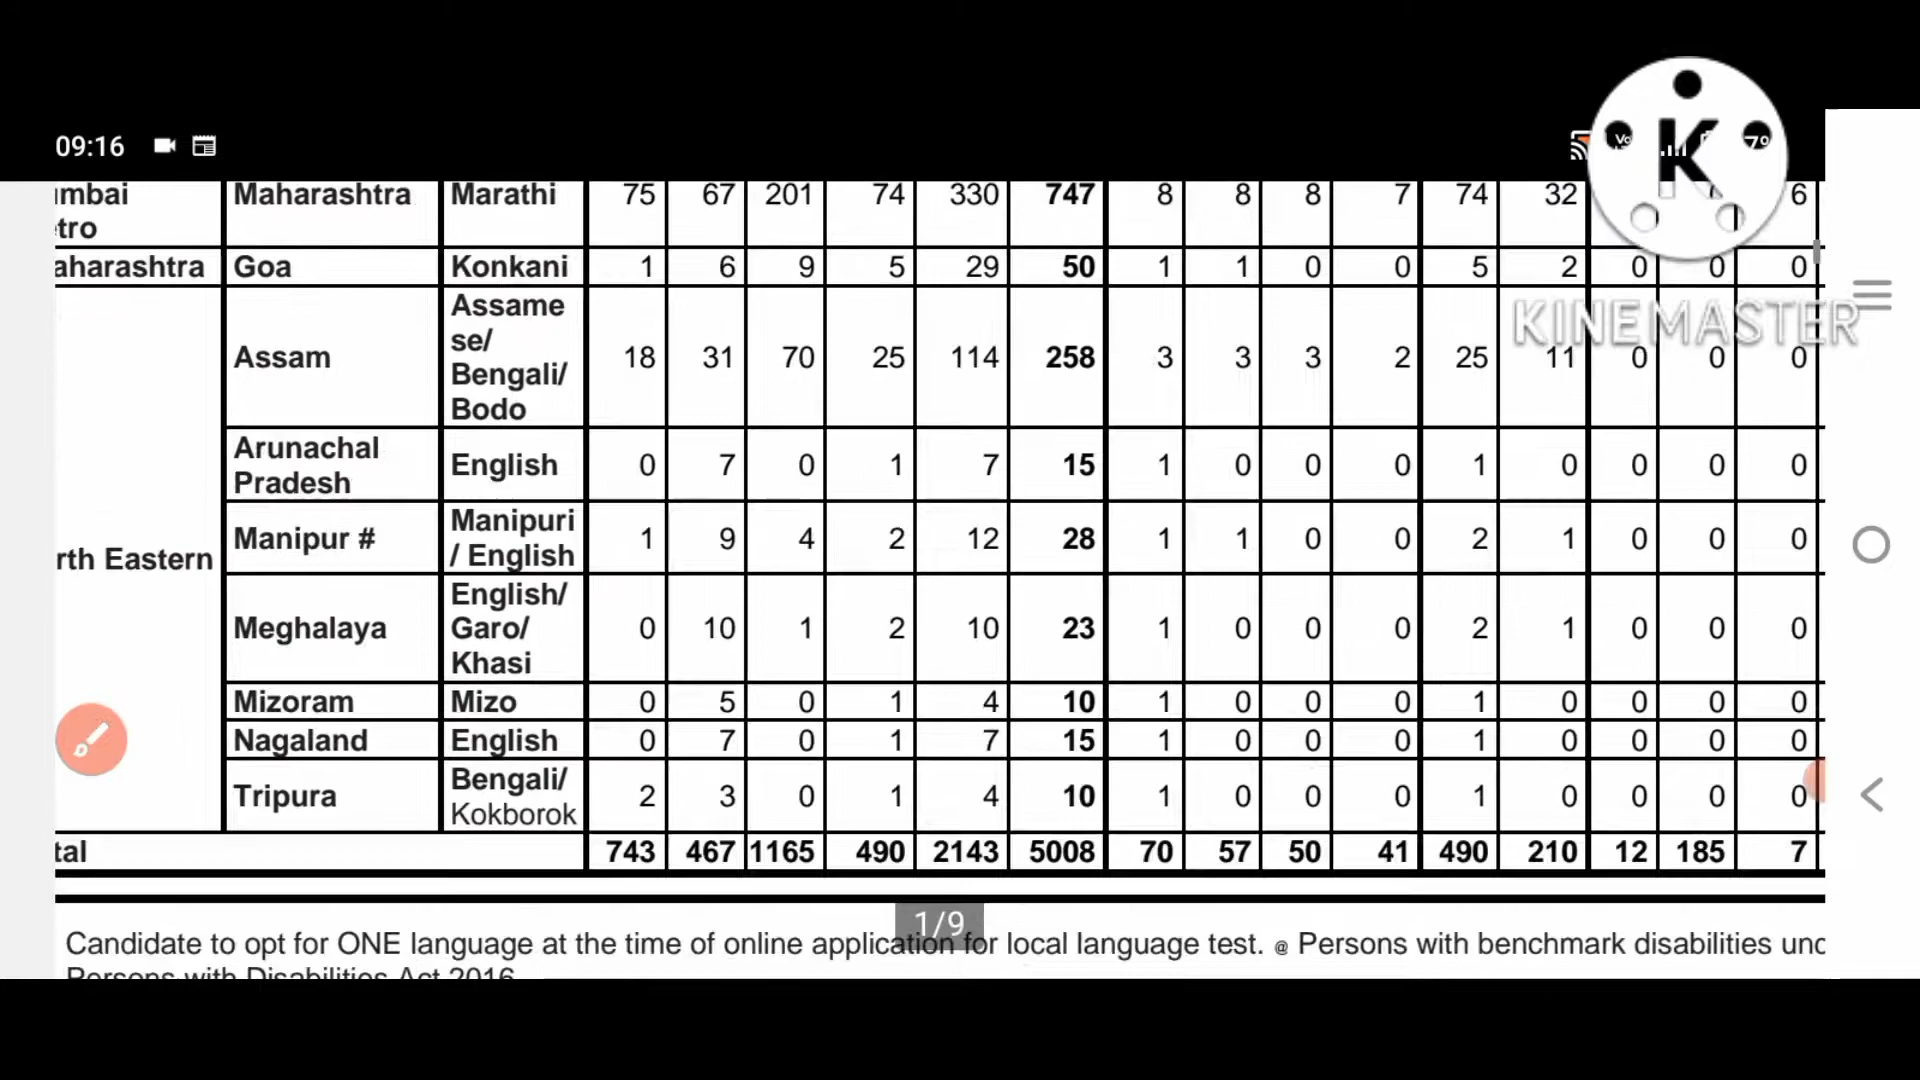 09:16
umbai Maharashtra Marathi 75 67 201 74 330 747 8 8 8 7 74 32 6
etro
aharashtra Goa Konkani 1 6 9 5 29 50 1 1 0 0 5 2 0 0 0
Assame
se/
Assam Bengali/ 18 31 70 25 114 258 3 3 3 2 25 11 0 0 0
Bodo
Arunachal
Pradesh English 0 7 0 1 7 15 1 0 0 0 1 0 0 0 0
Manipur # Manipuri
/ English 1 9 4 2 12 28 1 1 0 0 2 1 0 0 0
rth Eastern
English/
Meghalaya Garo/ 0 10 1 2 10 23 1 0 0 0 2 1 0 0 0
Khasi
Mizoram Mizo 0 5 0 1 4 10 1 0 0 0 1 0 0 0 0
Nagaland English 0 7 0 1 7 15 1 0 0 0 1 0 0 0 0
Tripura Bengali/ 2 3 0 1 4 10 1 0 0 0 1 0 0 0 0
Kokborok
tal 743 467 1165 490 2143 5008 70 57 50 41 490 210 12 185 7
1/9
Candidate to opt for ONE language at the time of online application for local language test. @ Persons with benchmark disabilities und
Persons with Disabilities Act 2016
K
KINEMASTER